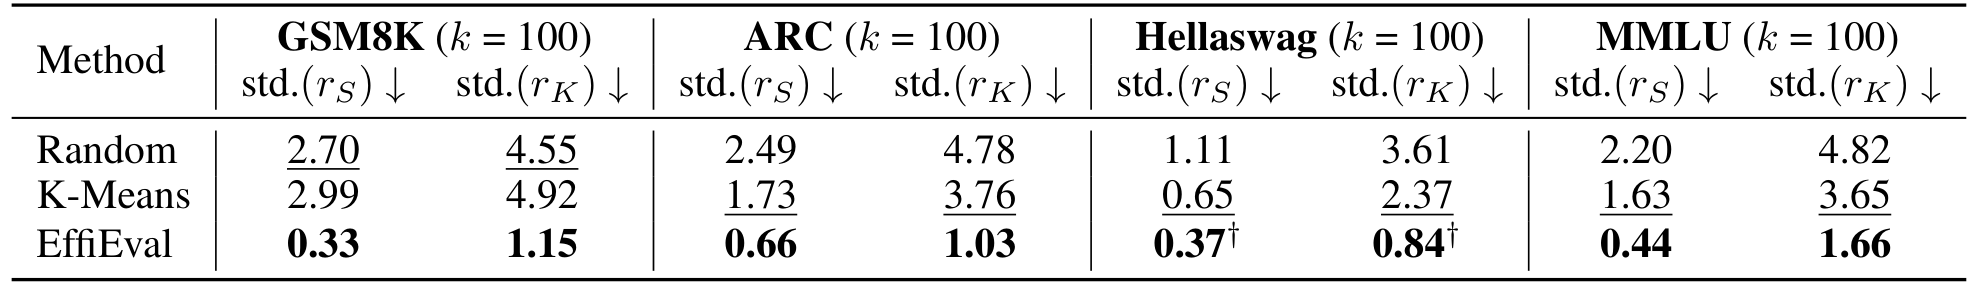 Method GSM8K (k = 100) ARC (k = 100) Hellaswag (k = 100) MMLU (k = 100)
std.(r_S) ↓ std.(r_K) ↓ std.(r_S) ↓ std.(r_K) ↓ std.(r_S) ↓ std.(r_K) ↓ std.(r_S) ↓ std.(r_K) ↓
Random 2.70 4.55 2.49 4.78 1.11 3.61 2.20 4.82
K-Means 2.99 4.92 1.73 3.76 0.65 2.37 1.63 3.65
EffiEval 0.33 1.15 0.66 1.03 0.37† 0.84† 0.44 1.66